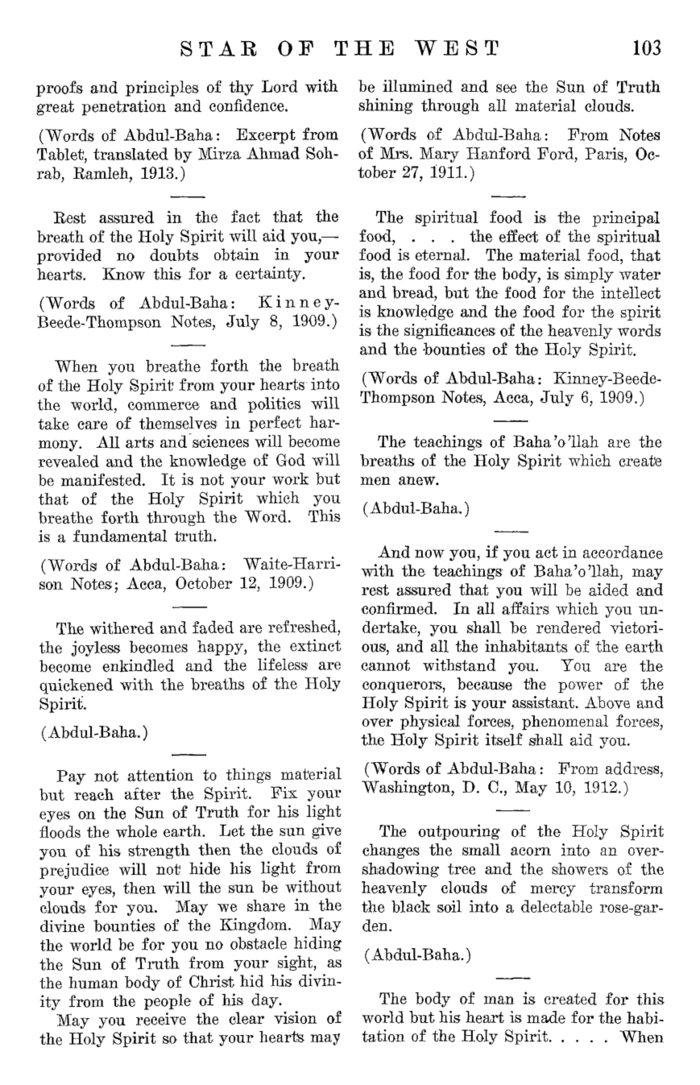 STAR OF THE WEST 103
proofs and principles of thy Lord with
great penetration and confidence.
(Words of Abdul-Baha: Excerpt from
Tablet, translated by Mirza Ahmad Soh-
rab, Ramleh, 1913.)
Rest assured in the fact that the
breath of the Holy Spirit will aid you,—
provided no doubts obtain in your
hearts. Know this for a certainty.
(Words of Abdul-Baha: Kinney-
Beede-Thompson Notes, July 8, 1909.)
When you breathe forth the breath
of the Holy Spirit from your hearts into
the world, commerce and politics will
take care of themselves in perfect har-
mony. All arts and sciences will become
revealed and the knowledge of God will
be manifested. It is not your work but
that of the Holy Spirit which you
breathe forth through the Word. This
is a fundamental truth.
(Words of Abdul-Baha: Waite-Harri-
son Notes; Acca, October 12, 1909.)
The withered and faded are refreshed,
the joyless becomes happy, the extinct
become enkindled and the lifeless are
quickened with the breaths of the Holy
Spirit.
(Abdul-Baha.)
Pay not attention to things material
but reach after the Spirit. Fix your
eyes on the Sun of Truth for his light
floods the whole earth. Let the sun give
you of his strength then the clouds of
prejudice will not hide his light from
your eyes, then will the sun be without
clouds for you. May we share in the
divine bounties of the Kingdom. May
the world be for you no obstacle hiding
the Sun of Truth from your sight, as
the human body of Christ hid his divin-
ity from the people of his day.
May you receive the clear vision of
the Holy Spirit so that your hearts may
be illumined and see the Sun of Truth
shining through all material clouds.
(Words of Abdul-Baha: From Notes
of Mrs. Mary Hanford Ford, Paris, Oc-
tober 27, 1911.)
The spiritual food is the principal
food, . . . the effect of the spiritual
food is eternal. The material food, that
is, the food for the body, is simply water
and bread, but the food for the intellect
is knowledge and the food for the spirit
is the significances of the heavenly words
and the bounties of the Holy Spirit.
(Words of Abdul-Baha: Kinney-Beede-
Thompson Notes, Acca, July 6, 1909.)
The teachings of Baha'o'llah are the
breaths of the Holy Spirit which create
men anew.
(Abdul-Baha.)
And now you, if you act in accordance
with the teachings of Baha'o'llah, may
rest assured that you will be aided and
confirmed. In all affairs which you un-
dertake, you shall be rendered victori-
ous, and all the inhabitants of the earth
cannot withstand you. You are the
conquerors, because the power of the
Holy Spirit is your assistant. Above and
over physical forces, phenomenal forces,
the Holy Spirit itself shall aid you.
(Words of Abdul-Baha: From address,
Washington, D. C., May 10, 1912.)
The outpouring of the Holy Spirit
changes the small acorn into an over-
shadowing tree and the showers of the
heavenly clouds of mercy transform
the black soil into a delectable rose-gar-
den.
(Abdul-Baha.)
The body of man is created for this
world but his heart is made for the habi-
tation of the Holy Spirit. . . . . When